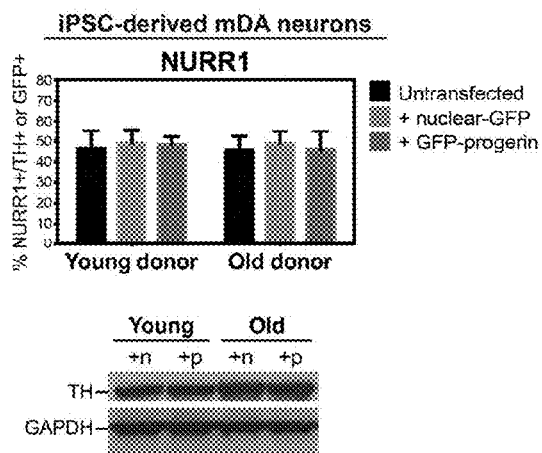 iPSC-derived mDA neurons
NURR1
% NURR1+/TH+ or GFP+
80
70
60
50
40
30
20
10
0
Young donor Old donor
Untransfected
+ nuclear-GFP
+ GFP-progerin
Young Old
+n +p +n +p
TH
GAPDH